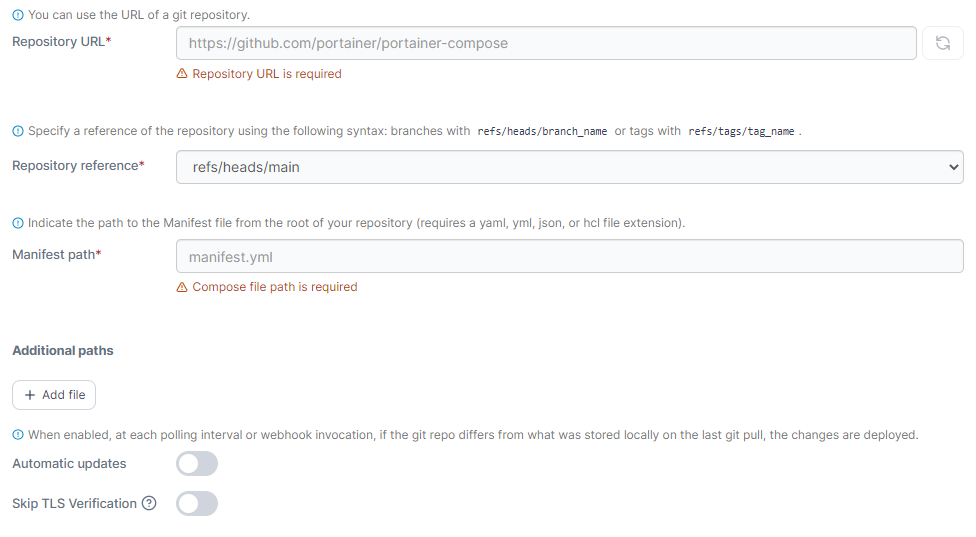 You can use the URL of a git repository.
Repository URL*
https://github.com/portainer/portainer-compose
Repository URL is required
Specify a reference of the repository using the following syntax: branches with refs/heads/branch_name or tags with refs/tags/tag_name .
Repository reference*
refs/heads/main
Indicate the path to the Manifest file from the root of your repository (requires a yaml, yml, json, or hcl file extension).
Manifest path*
manifest.yml
Compose file path is required
Additional paths
+ Add file
When enabled, at each polling interval or webhook invocation, if the git repo differs from what was stored locally on the last git pull, the changes are deployed.
Automatic updates
Skip TLS Verification